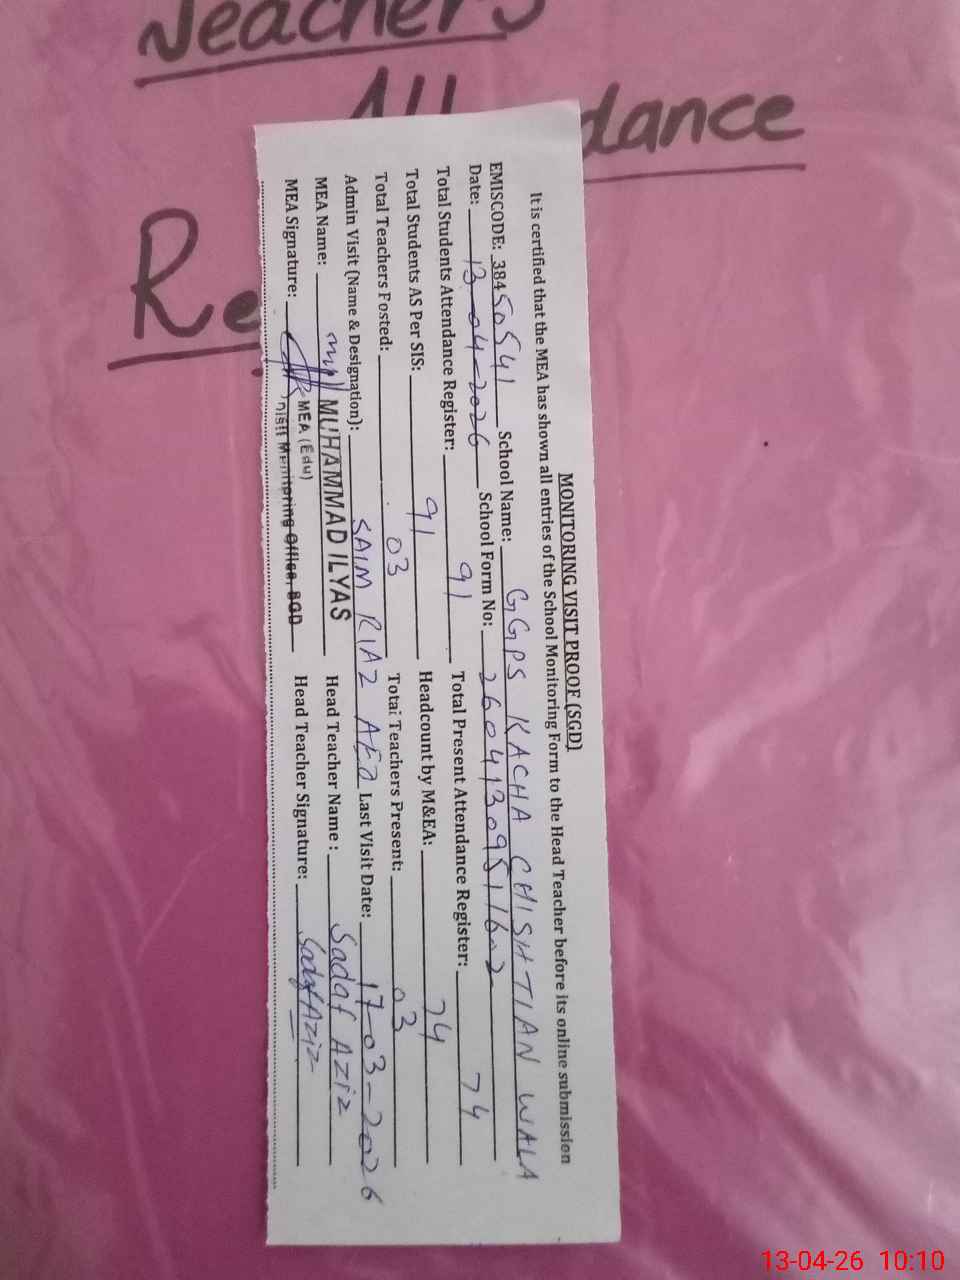 Teachers
Attendance
Re
MONITORING VISIT PROOF (SGD)
It is certified that the MEA has shown all entries of the School Monitoring Form to the Head Teacher before its online submission
EMISCODE: 38450541 School Name: GGPS KACHA CHISHTIAN WALA
Date: 13-04-2026 School Form No: 260413095116.2
Total Students Attendance Register: 91 Total Present Attendance Register: 74
Total Students AS Per SIS: 91 Headcount by M&EA: 74
Total Teachers Posted: 03 Total Teachers Present: 03
Admin Visit (Name & Designation): SAIM RIAZ AEO Last Visit Date: 17-03-2026
MEA Name: MUHAMMAD ILYAS Head Teacher Name : Sadaf AZiz
MEA (Edu)
MEA Signature: Monitoring Office, SGD Head Teacher Signature: Sadaf AZiz
13-04-26 10:10